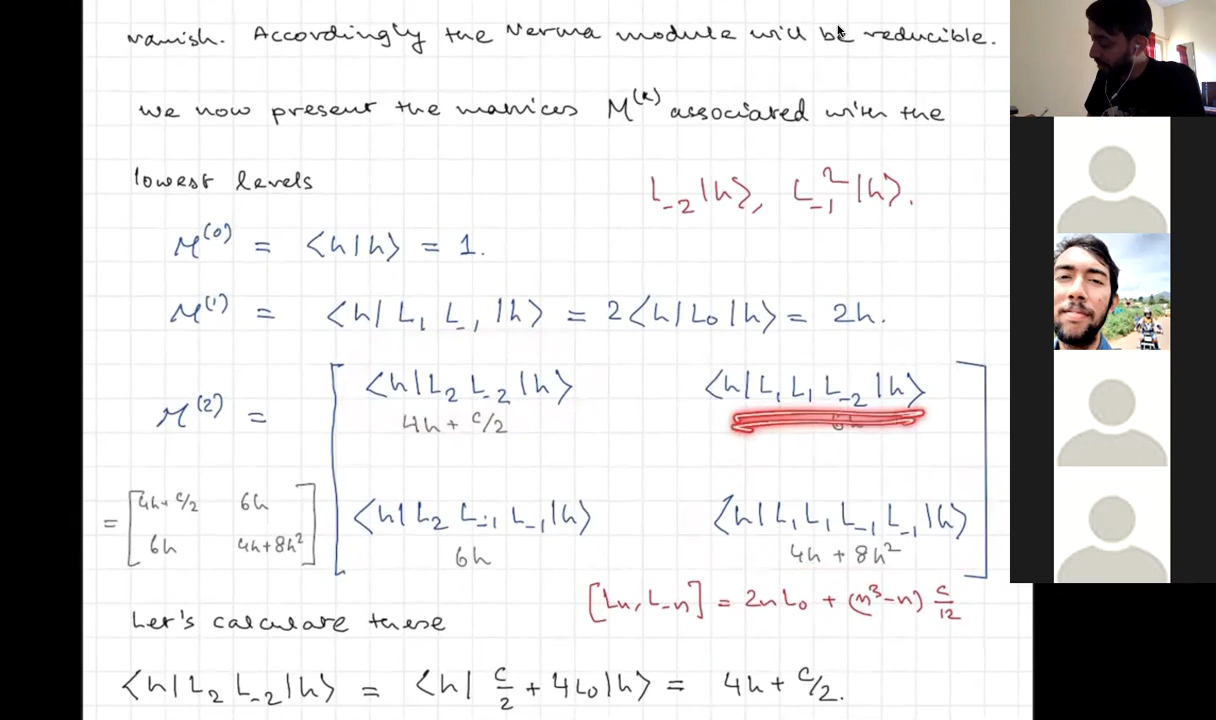 vanish. Accordingly the Verma module will be reducible.
we now present the matrices M^(k) associated with the
lowest levels
L_-2 |h⟩, L_-1^2 |h⟩.
M^(0) = ⟨h|h⟩ = 1.
M^(1) = ⟨h| L_1 L_-1 |h⟩ = 2⟨h|L_0|h⟩ = 2h.
M^(2) = [ ⟨h|L_2 L_-2|h⟩ ⟨h|L_1 L_1 L_-2|h⟩
4h + c/2
= [ 4h + c/2 6h
6h 4h+8h^2 ]
⟨h|L_2 L_-1 L_-1|h⟩ ⟨h|L_1 L_1 L_-1 L_-1|h⟩ ]
6h 4h + 8h^2
[L_n, L_-n] = 2n L_0 + (n^3-n) c/12
Let's calculate these
⟨h|L_2 L_-2|h⟩ = ⟨h| c/2 + 4L_0 |h⟩ = 4h + c/2.